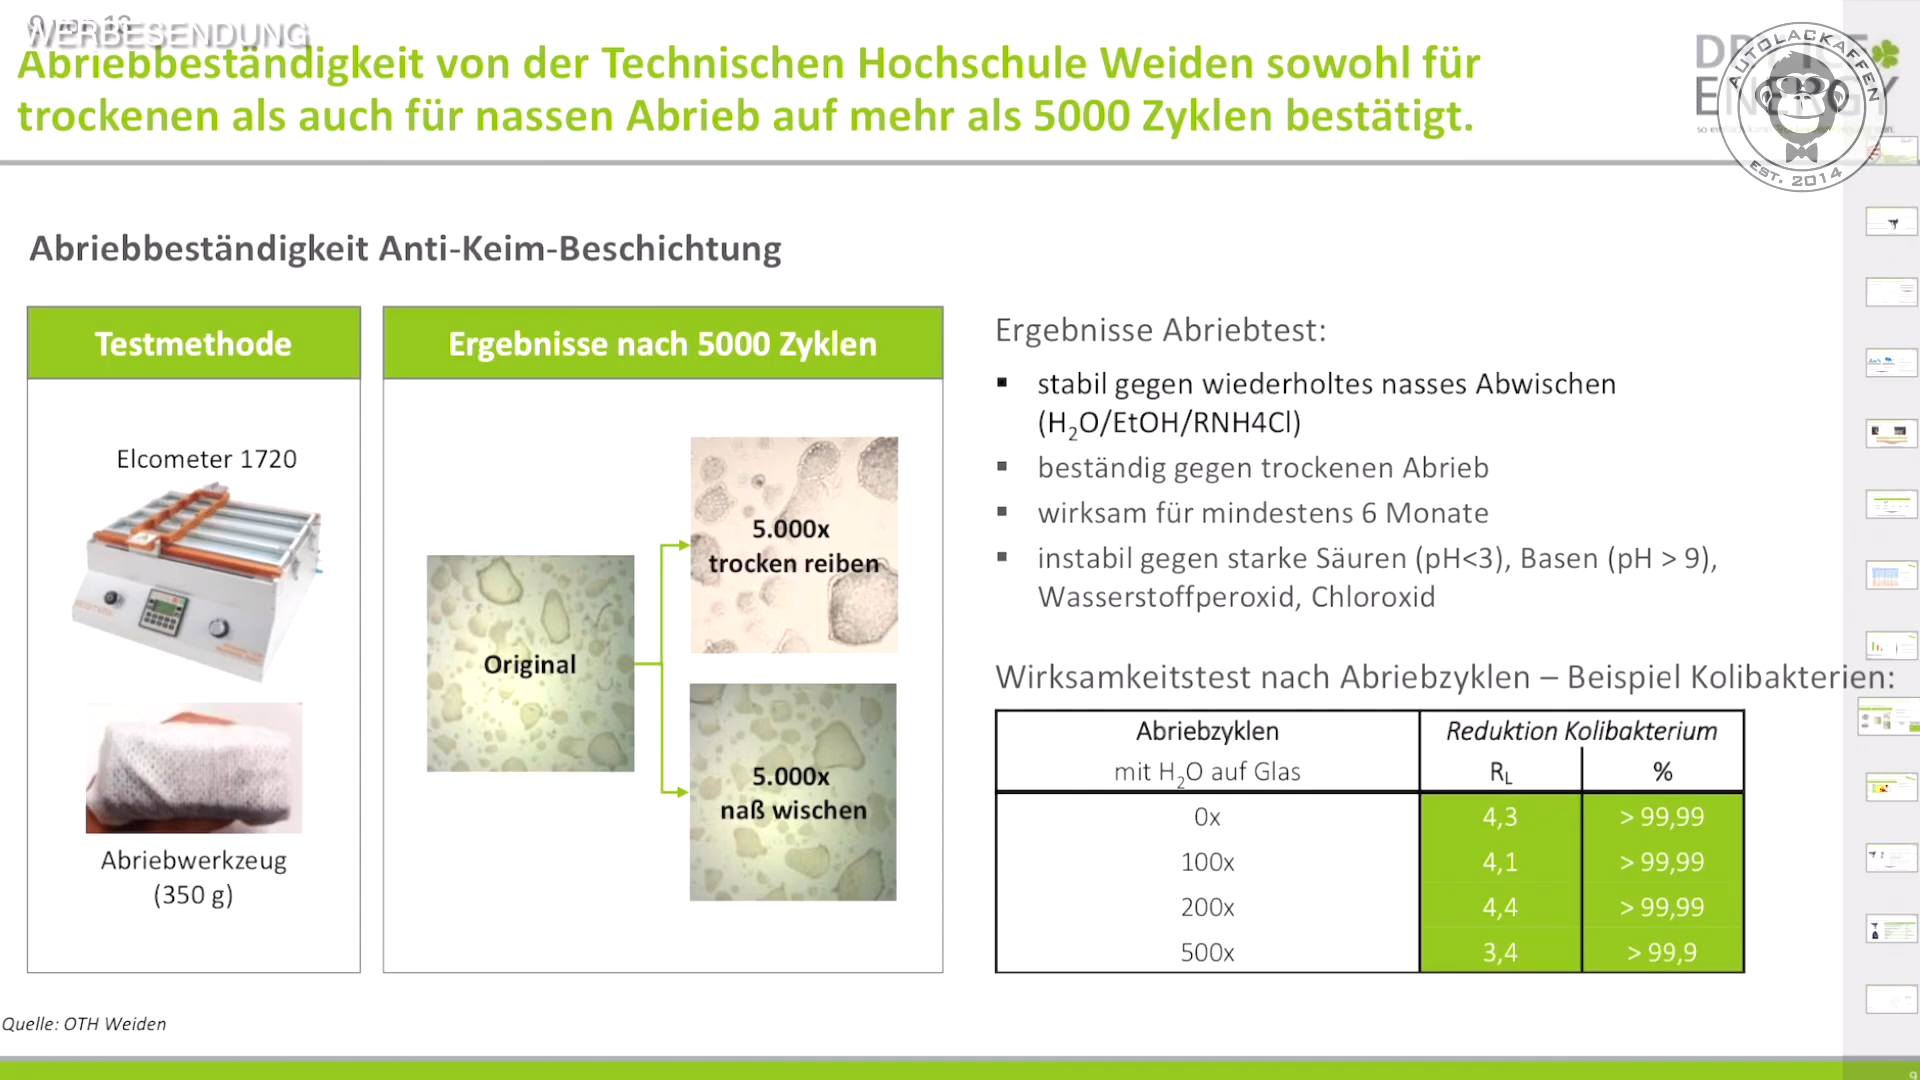 WERBESENDUNG
Abriebbeständigkeit von der Technischen Hochschule Weiden sowohl für
trockenen als auch für nassen Abrieb auf mehr als 5000 Zyklen bestätigt.
ENERGY
AUTOLACKAFFEN
EST. 2014
Abriebbeständigkeit Anti-Keim-Beschichtung
Testmethode
Elcometer 1720
Abriebwerkzeug
(350 g)
Ergebnisse nach 5000 Zyklen
Original
5.000x
trocken reiben
5.000x
naß wischen
Ergebnisse Abriebtest:
▪ stabil gegen wiederholtes nasses Abwischen
(H₂O/EtOH/RNH4Cl)
▪ beständig gegen trockenen Abrieb
▪ wirksam für mindestens 6 Monate
▪ instabil gegen starke Säuren (pH<3), Basen (pH > 9),
Wasserstoffperoxid, Chloroxid
Wirksamkeitstest nach Abriebzyklen – Beispiel Kolibakterien:
Abriebzyklen Reduktion Kolibakterium
mit H₂O auf Glas R_L %
0x 4,3 > 99,99
100x 4,1 > 99,99
200x 4,4 > 99,99
500x 3,4 > 99,9
Quelle: OTH Weiden
9